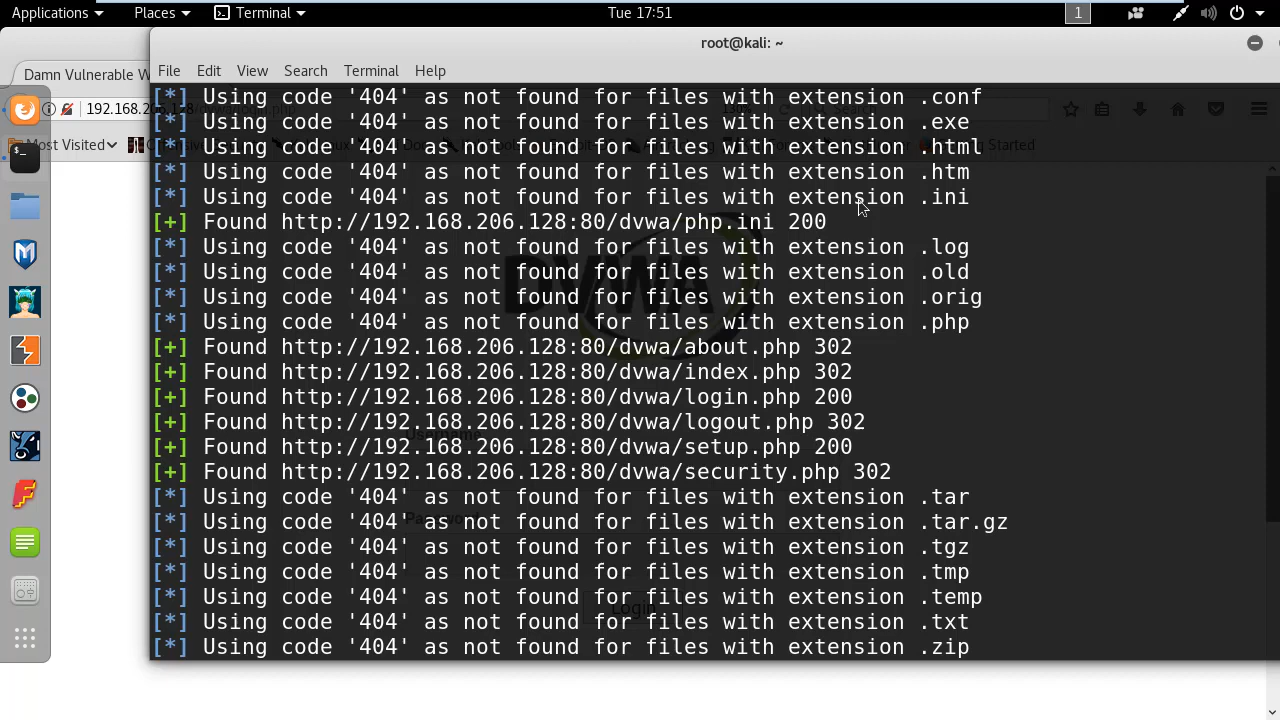 Applications Places Terminal Tue 17:51 1
root@kali: ~
Damn Vulnerable W
File Edit View Search Terminal Help
192.168.206.128/dvwa/login.php
Most Visited
Getting Started
[*] Using code '404' as not found for files with extension .conf
[*] Using code '404' as not found for files with extension .exe
[*] Using code '404' as not found for files with extension .html
[*] Using code '404' as not found for files with extension .htm
[*] Using code '404' as not found for files with extension .ini
[+] Found http://192.168.206.128:80/dvwa/php.ini 200
[*] Using code '404' as not found for files with extension .log
[*] Using code '404' as not found for files with extension .old
[*] Using code '404' as not found for files with extension .orig
[*] Using code '404' as not found for files with extension .php
[+] Found http://192.168.206.128:80/dvwa/about.php 302
[+] Found http://192.168.206.128:80/dvwa/index.php 302
[+] Found http://192.168.206.128:80/dvwa/login.php 200
[+] Found http://192.168.206.128:80/dvwa/logout.php 302
[+] Found http://192.168.206.128:80/dvwa/setup.php 200
[+] Found http://192.168.206.128:80/dvwa/security.php 302
[*] Using code '404' as not found for files with extension .tar
[*] Using code '404' as not found for files with extension .tar.gz
[*] Using code '404' as not found for files with extension .tgz
[*] Using code '404' as not found for files with extension .tmp
[*] Using code '404' as not found for files with extension .temp
[*] Using code '404' as not found for files with extension .txt
[*] Using code '404' as not found for files with extension .zip
DVWA
Username
Password
Login